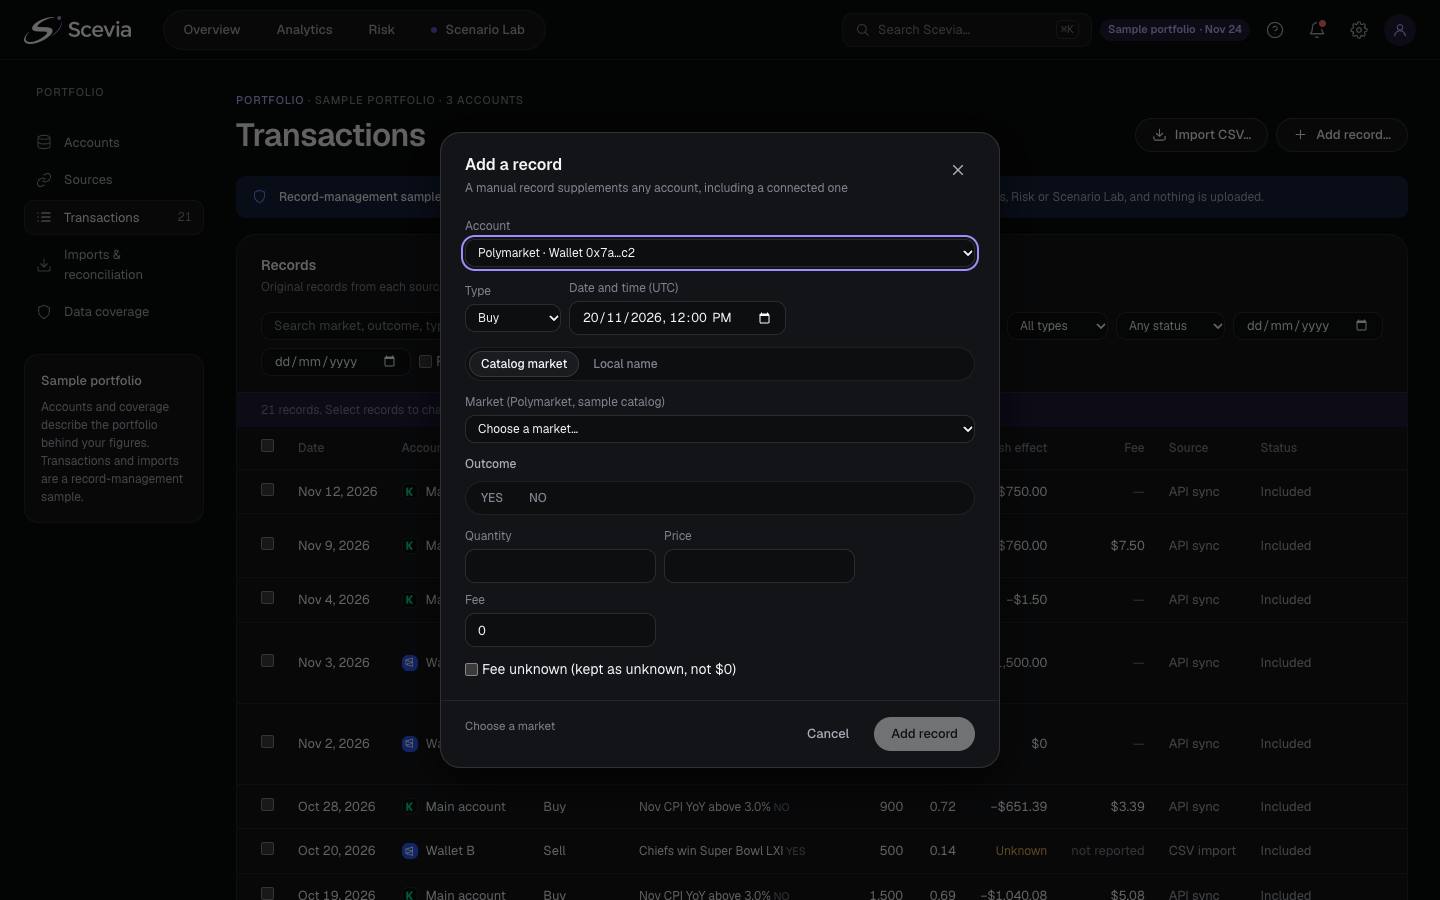 Scevia
Overview
Analytics
Risk
Scenario Lab
Search Scevia...
⌘K
Sample portfolio · Nov 24
PORTFOLIO
Accounts
Sources
Transactions 21
Imports &
reconciliation
Data coverage
Sample portfolio
Accounts and coverage
describe the portfolio
behind your figures.
Transactions and imports
are a record-management
sample.
PORTFOLIO · SAMPLE PORTFOLIO · 3 ACCOUNTS
Transactions
Import CSV...
Add record...
Record-management sample
s, Risk or Scenario Lab, and nothing is uploaded.
Records
Original records from each sourc
Search market, outcome, typ
All types
Any status
dd/mm/yyyy
dd/mm/yyyy
21 records. Select records to cha
Date Accoun sh effect Fee Source Status
Nov 12, 2026 K Ma $750.00 — API sync Included
Nov 9, 2026 K Ma $760.00 $7.50 API sync Included
Nov 4, 2026 K Ma −$1.50 — API sync Included
Nov 3, 2026 Wa ,500.00 — API sync Included
Nov 2, 2026 Wa $0 — API sync Included
Oct 28, 2026 K Main account Buy Nov CPI YoY above 3.0% NO 900 0.72 −$651.39 $3.39 API sync Included
Oct 20, 2026 Wallet B Sell Chiefs win Super Bowl LXI YES 500 0.14 Unknown not reported CSV import Included
Oct 19, 2026 K Main account Buy Nov CPI YoY above 3.0% NO 1,500 0.69 −$1,040.08 $5.08 API sync Included
Add a record
A manual record supplements any account, including a connected one
Account
Polymarket · Wallet 0x7a…c2
Type
Date and time (UTC)
Buy
20/11/2026, 12:00 PM
Catalog market
Local name
Market (Polymarket, sample catalog)
Choose a market...
Outcome
YES NO
Quantity
Price
Fee
0
Fee unknown (kept as unknown, not $0)
Choose a market
Cancel
Add record